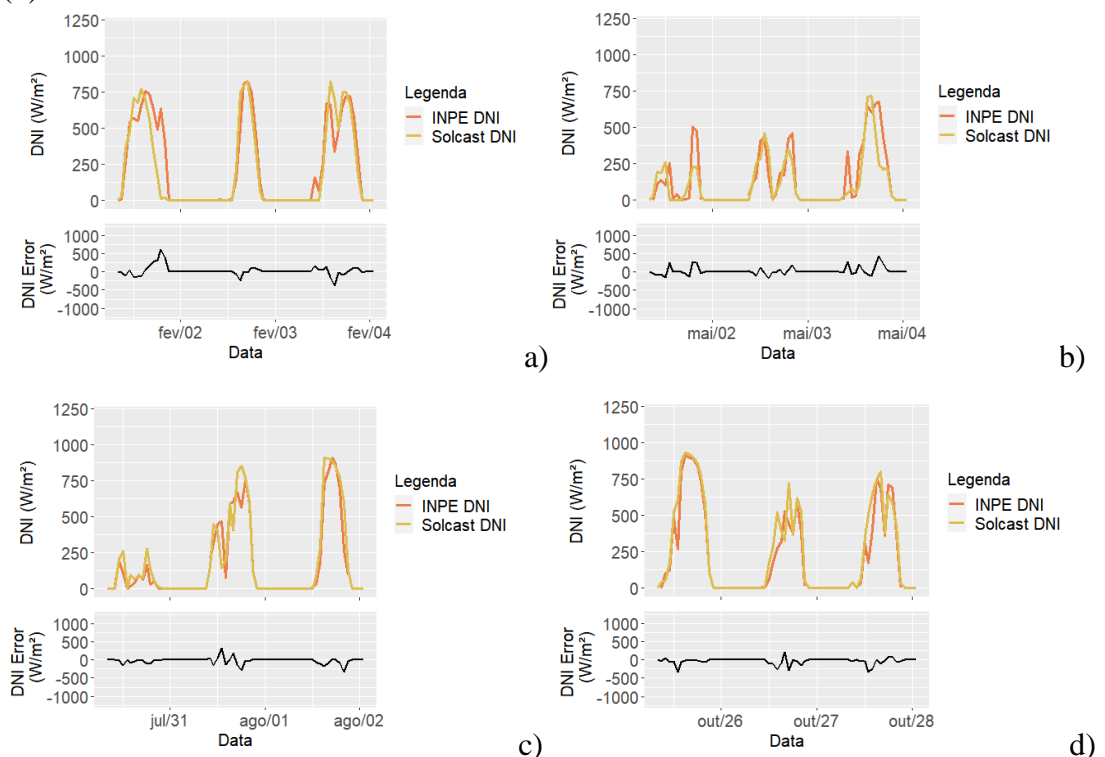 1250
1000
750
500
250
0
DNI (W/m²)
Legenda
INPE DNI
Solcast DNI
1000
500
0
-500
-1000
DNI Error
(W/m²)
fev/02 fev/03 fev/04
Data
a)
1250
1000
750
500
250
0
DNI (W/m²)
Legenda
INPE DNI
Solcast DNI
1000
500
0
-500
-1000
DNI Error
(W/m²)
mai/02 mai/03 mai/04
Data
b)
1250
1000
750
500
250
0
DNI (W/m²)
Legenda
INPE DNI
Solcast DNI
1000
500
0
-500
-1000
DNI Error
(W/m²)
jul/31 ago/01 ago/02
Data
c)
1250
1000
750
500
250
0
DNI (W/m²)
Legenda
INPE DNI
Solcast DNI
1000
500
0
-500
-1000
DNI Error
(W/m²)
out/26 out/27 out/28
Data
d)